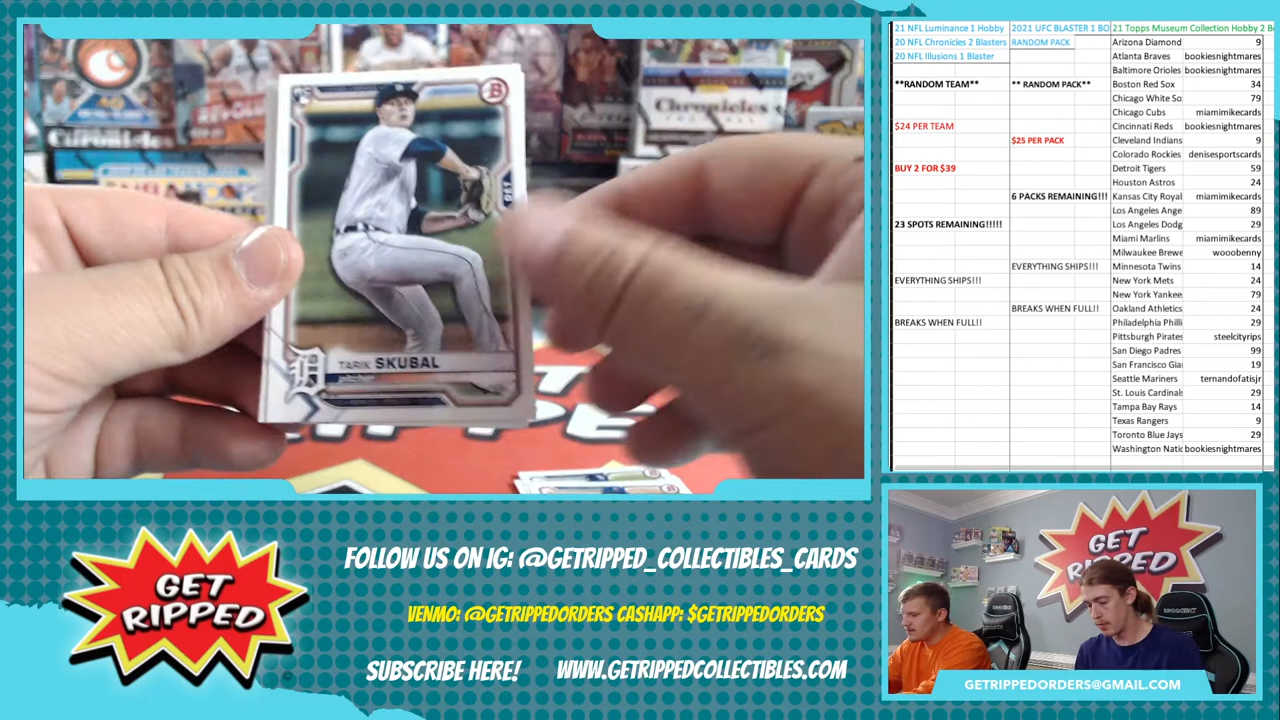 Chronicles
Chronicles
RC
B
TARIK SKUBAL
pitcher
GET
RIPPED
FOLLOW US ON IG: @GETRIPPED_COLLECTIBLES_CARDS
VENMO: @GETRIPPEDORDERS CASHAPP: $GETRIPPEDORDERS
SUBSCRIBE HERE!
WWW.GETRIPPEDCOLLECTIBLES.COM
21 NFL Luminance 1 Hobby
20 NFL Chronicles 2 Blasters
20 NFL Illusions 1 Blaster
**RANDOM TEAM**
$24 PER TEAM
BUY 2 FOR $39
23 SPOTS REMAINING!!!!!
EVERYTHING SHIPS!!!
BREAKS WHEN FULL!!
2021 UFC BLASTER 1 BO
RANDOM PACK
** RANDOM PACK**
$25 PER PACK
6 PACKS REMAINING!!!
EVERYTHING SHIPS!!!
BREAKS WHEN FULL!!
21 Topps Museum Collection Hobby 2 B
Arizona Diamond 9
Atlanta Braves bookiesnightmares
Baltimore Orioles bookiesnightmares
Boston Red Sox 34
Chicago White So 79
Chicago Cubs miamimikecards
Cincinnati Reds bookiesnightmares
Cleveland Indians 9
Colorado Rockies denisesportscards
Detroit Tigers 59
Houston Astros 24
Kansas City Royal miamimikecards
Los Angeles Ange 89
Los Angeles Dodg 29
Miami Marlins miamimikecards
Milwaukee Brewe wooobenny
Minnesota Twins 14
New York Mets 24
New York Yankee 79
Oakland Athletics 24
Philadelphia Philli 29
Pittsburgh Pirates steelcityrips
San Diego Padres 99
San Francisco Gia 19
Seattle Mariners ternandofatisjr
St. Louis Cardinals 29
Tampa Bay Rays 14
Texas Rangers 9
Toronto Blue Jays 29
Washington Natic bookiesnightmares
GET
RIPPED
GETRIPPEDORDERS@GMAIL.COM